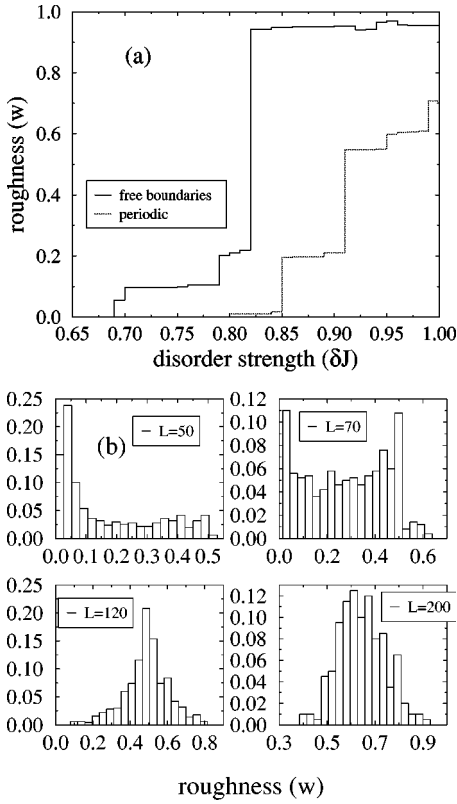 (a)
roughness (w)
1.0
0.8
0.6
0.4
0.2
0.0
free boundaries
periodic
0.65 0.70 0.75 0.80 0.85 0.90 0.95 1.00
disorder strength (δJ)
(b)
L=50
0.25
0.20
0.15
0.10
0.05
0.00
0.0 0.1 0.2 0.3 0.4 0.5
L=70
0.12
0.10
0.08
0.06
0.04
0.02
0.00
0.0 0.2 0.4 0.6
L=120
0.25
0.20
0.15
0.10
0.05
0.00
0.0 0.2 0.4 0.6 0.8
L=200
0.12
0.10
0.08
0.06
0.04
0.02
0.00
0.3 0.5 0.7 0.9
roughness (w)